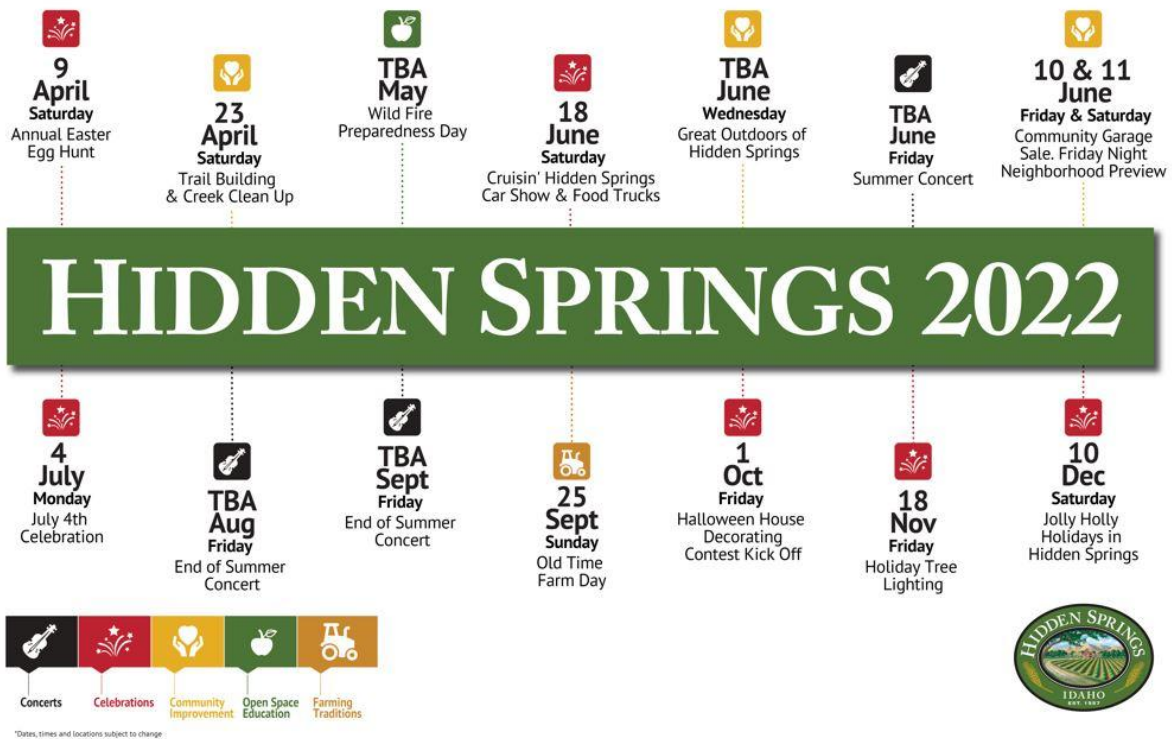 9
April
Saturday
Annual Easter
Egg Hunt
23
April
Saturday
Trail Building
& Creek Clean Up
TBA
May
Wild Fire
Preparedness Day
18
June
Saturday
Cruisin' Hidden Springs
Car Show & Food Trucks
TBA
June
Wednesday
Great Outdoors of
Hidden Springs
TBA
June
Friday
Summer Concert
10 & 11
June
Friday & Saturday
Community Garage
Sale. Friday Night
Neighborhood Preview
HIDDEN SPRINGS 2022
4
July
Monday
July 4th
Celebration
TBA
Aug
Friday
End of Summer
Concert
TBA
Sept
Friday
End of Summer
Concert
25
Sept
Sunday
Old Time
Farm Day
1
Oct
Friday
Halloween House
Decorating
Contest Kick Off
18
Nov
Friday
Holiday Tree
Lighting
10
Dec
Saturday
Jolly Holly
Holidays in
Hidden Springs
Concerts
Celebrations
Community
Improvement
Open Space
Education
Farming
Traditions
*Dates, times and locations subject to change
HIDDEN SPRINGS
IDAHO
EST. 1997